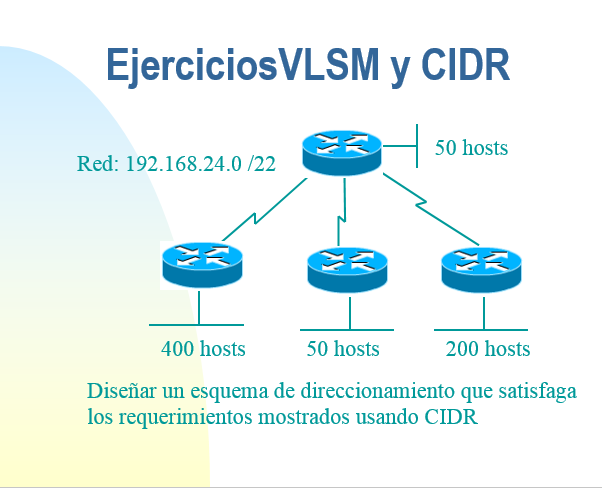 EjerciciosVLSM y CIDR
Red: 192.168.24.0 /22
50 hosts
400 hosts
50 hosts
200 hosts
Diseñar un esquema de direccionamiento que satisfaga
los requerimientos mostrados usando CIDR